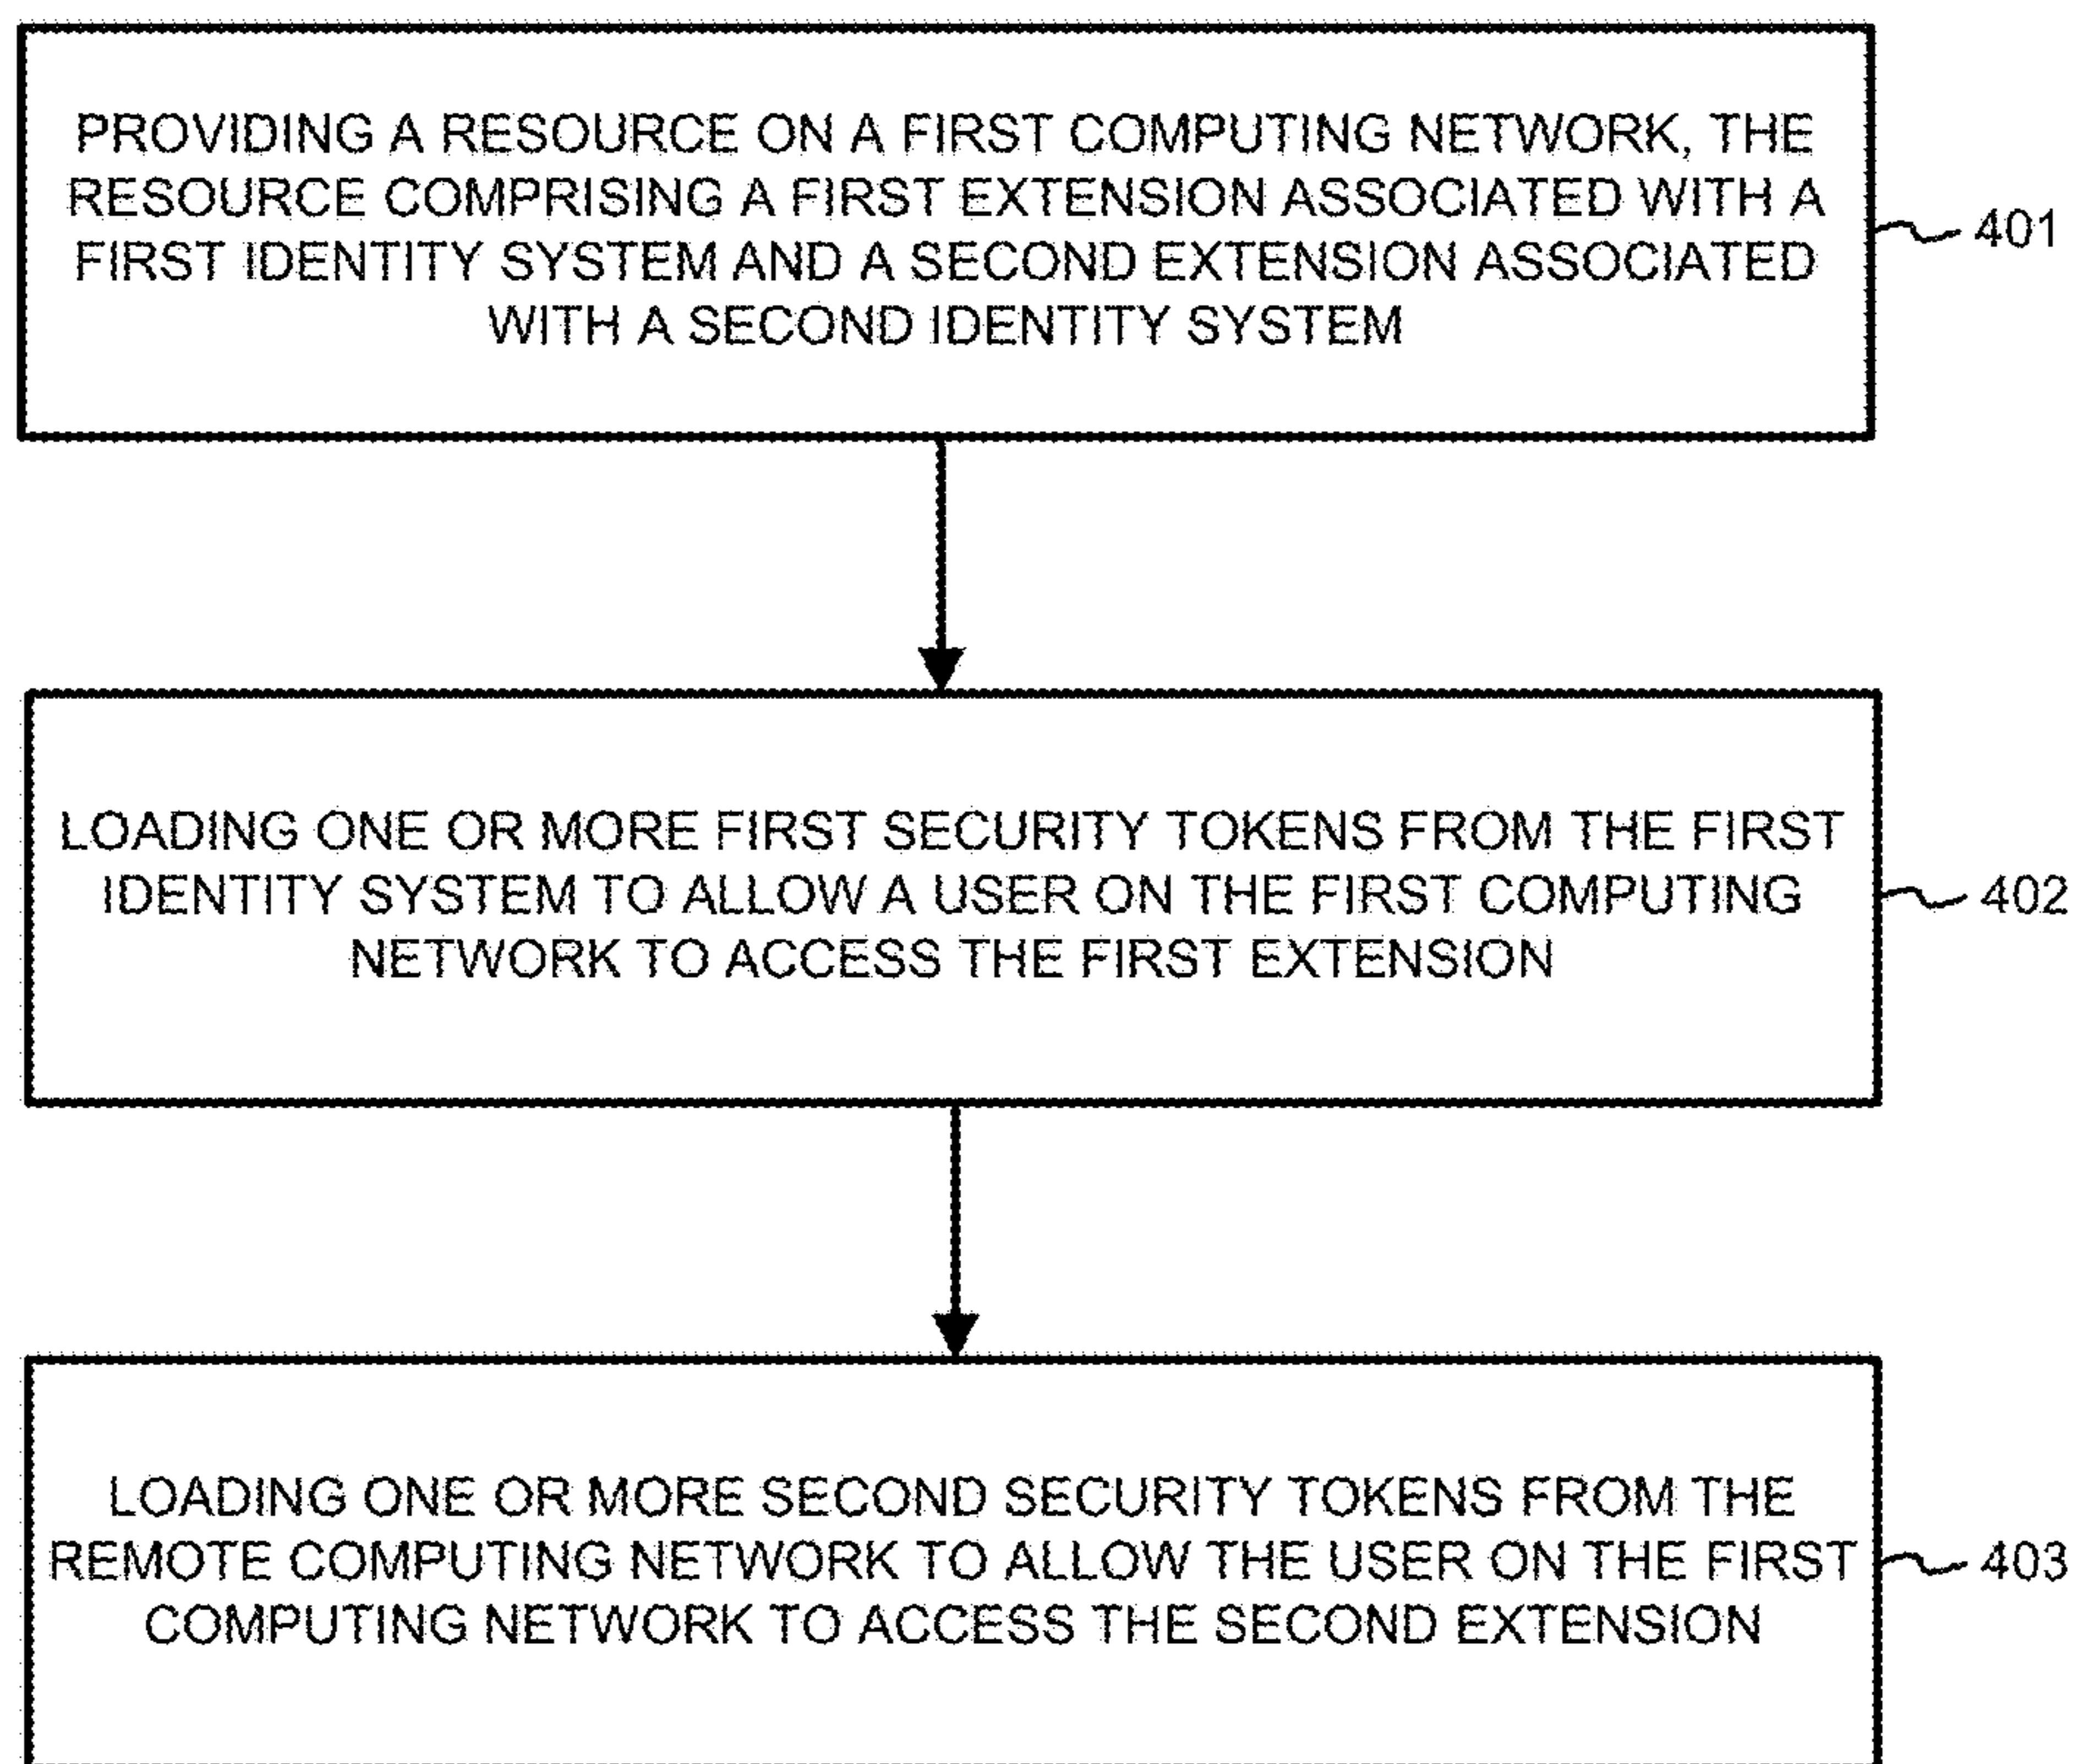 PROVIDING A RESOURCE ON A FIRST COMPUTING NETWORK, THE
RESOURCE COMPRISING A FIRST EXTENSION ASSOCIATED WITH A
FIRST IDENTITY SYSTEM AND A SECOND EXTENSION ASSOCIATED
WITH A SECOND IDENTITY SYSTEM
401
LOADING ONE OR MORE FIRST SECURITY TOKENS FROM THE FIRST
IDENTITY SYSTEM TO ALLOW A USER ON THE FIRST COMPUTING
NETWORK TO ACCESS THE FIRST EXTENSION
402
LOADING ONE OR MORE SECOND SECURITY TOKENS FROM THE
REMOTE COMPUTING NETWORK TO ALLOW THE USER ON THE FIRST
COMPUTING NETWORK TO ACCESS THE SECOND EXTENSION
403